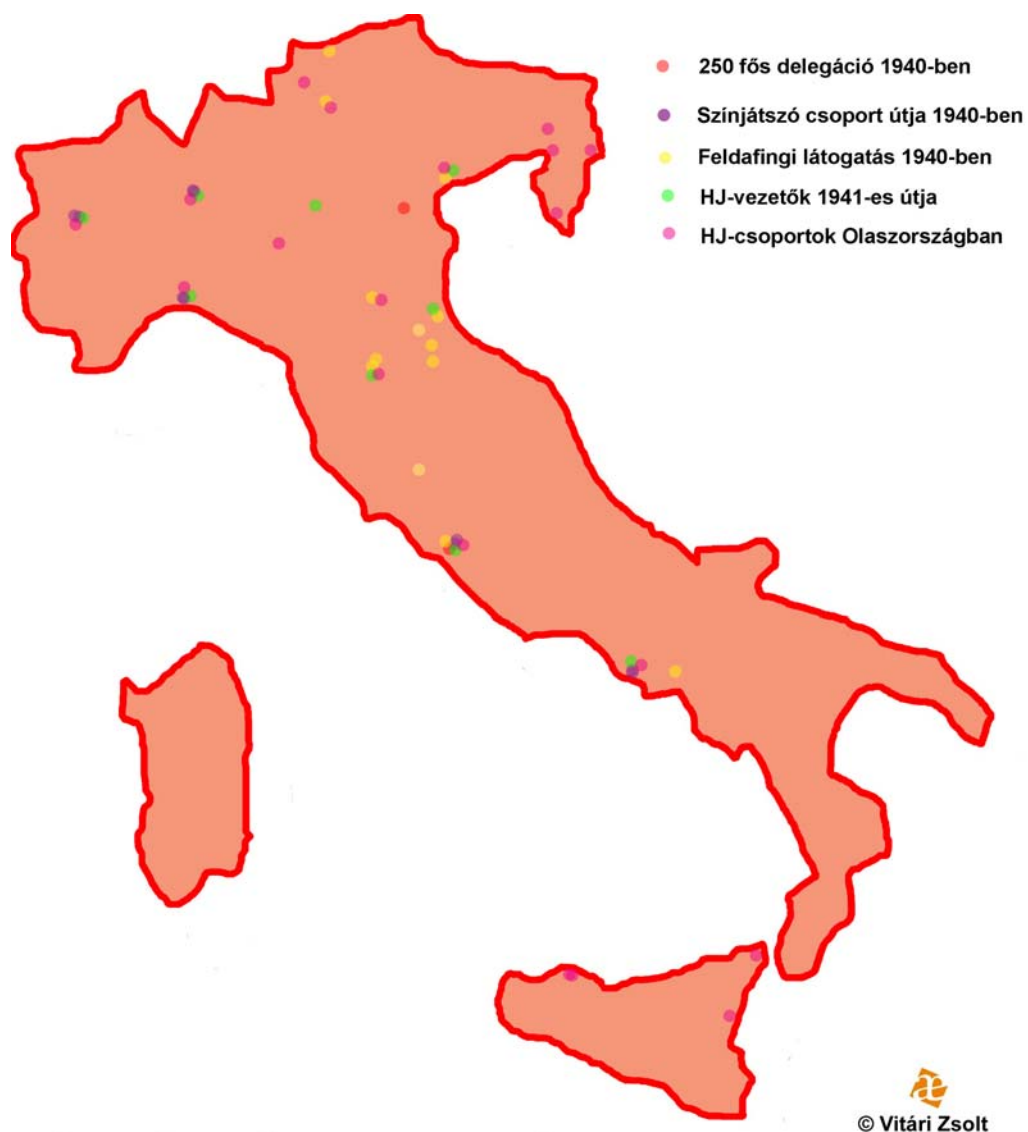 250 fős delegáció 1940-ben
Színjátszó csoport útja 1940-ben
Feldafingi látogatás 1940-ben
HJ-vezetők 1941-es útja
HJ-csoportok Olaszországban
æ
© Vitári Zsolt